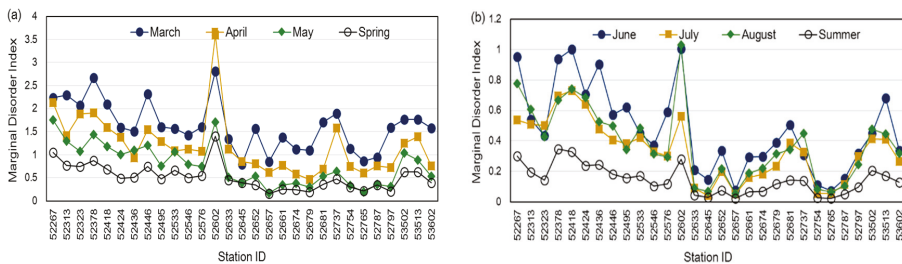 (a)
March April May Spring
Marginal Disorder Index
4
3.5
3
2.5
2
1.5
1
0.5
0
52267 52313 52323 52378 52418 52424 52436 52446 52495 52533 52546 52576 52602 52633 52645 52652 52657 52661 52674 52679 52681 52737 52754 52765 52787 52797 53502 53513 53602
Station ID
(b)
June July August Summer
Marginal Disorder Index
1.2
1
0.8
0.6
0.4
0.2
0
52267 52313 52323 52378 52418 52424 52436 52446 52495 52533 52546 52576 52602 52633 52645 52652 52657 52661 52674 52679 52681 52737 52754 52765 52787 52797 53502 53513 53602
Station ID